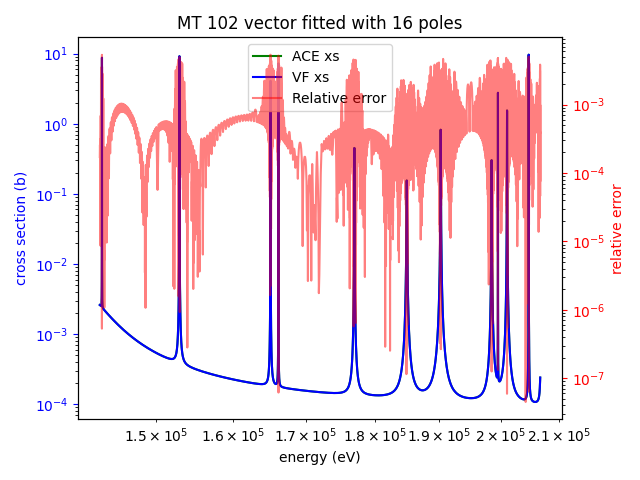 MT 102 vector fitted with 16 poles
ACE xs
VF xs
Relative error
cross section (b)
10¹
10⁰
10⁻¹
10⁻²
10⁻³
10⁻⁴
relative error
10⁻³
10⁻⁴
10⁻⁵
10⁻⁶
10⁻⁷
1.5 × 10⁵ 1.6 × 10⁵ 1.7 × 10⁵ 1.8 × 10⁵ 1.9 × 10⁵ 2 × 10⁵ 2.1 × 10⁵
energy (eV)